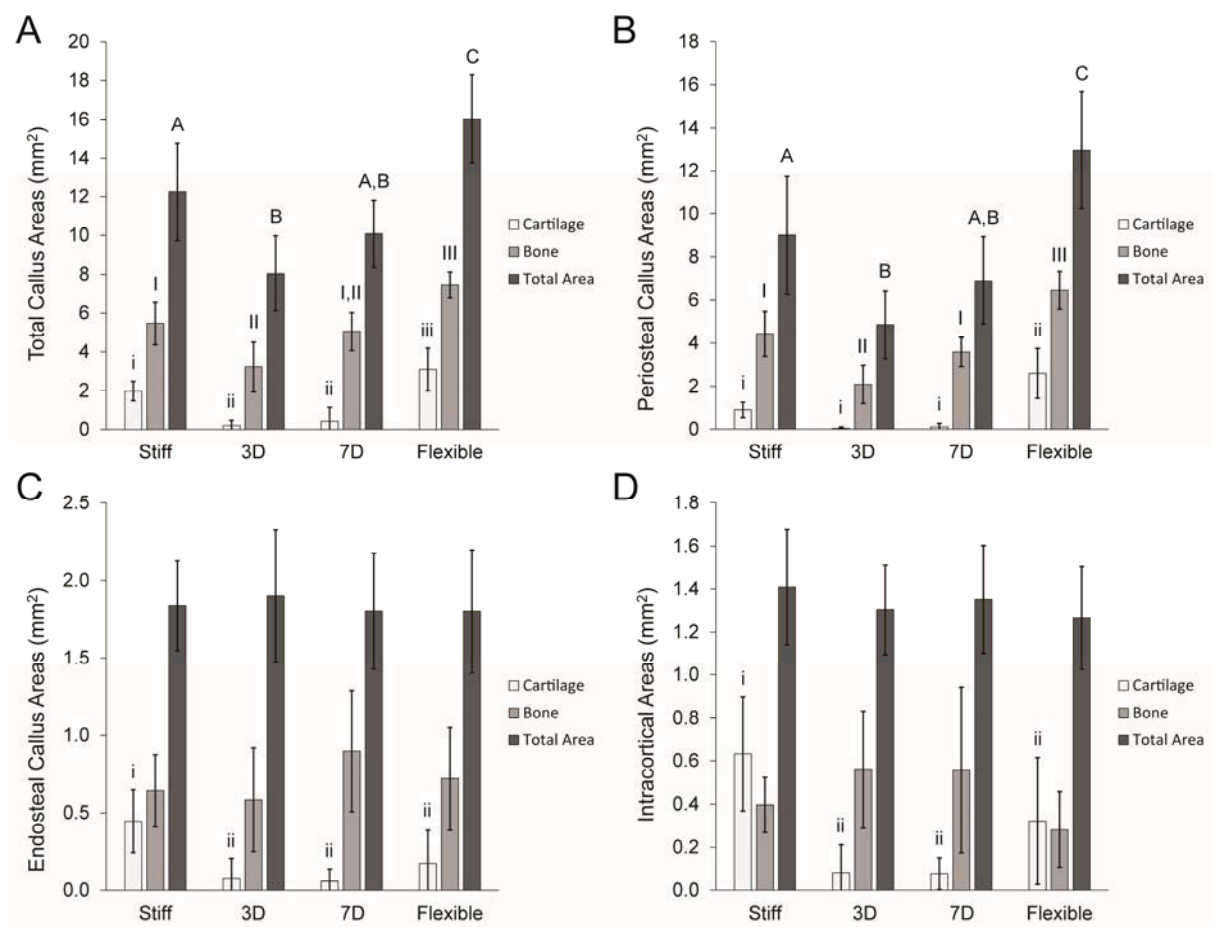 A
Total Callus Areas (mm²)
20
18
16
14
12
10
8
6
4
2
0
i
I
A
ii
II
B
ii
I,II
A,B
iii
III
C
Stiff
3D
7D
Flexible
Cartilage
Bone
Total Area
B
Periosteal Callus Areas (mm²)
18
16
14
12
10
8
6
4
2
0
i
I
A
i
II
B
i
I
A,B
ii
III
C
Stiff
3D
7D
Flexible
Cartilage
Bone
Total Area
C
Endosteal Callus Areas (mm²)
2.5
2.0
1.5
1.0
0.5
0.0
i
ii
ii
ii
Stiff
3D
7D
Flexible
Cartilage
Bone
Total Area
D
Intracortical Areas (mm²)
1.8
1.6
1.4
1.2
1.0
0.8
0.6
0.4
0.2
0.0
i
ii
ii
ii
Stiff
3D
7D
Flexible
Cartilage
Bone
Total Area